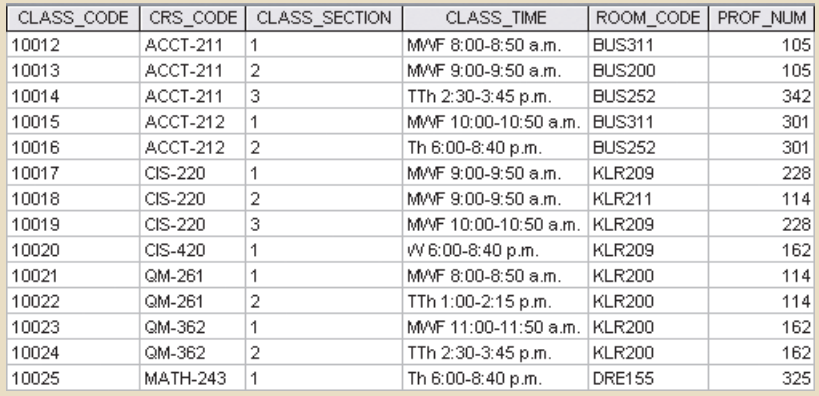 CLASS_CODE CRS_CODE CLASS_SECTION CLASS_TIME ROOM_CODE PROF_NUM
10012 ACCT-211 1 MWF 8:00-8:50 a.m. BUS311 105
10013 ACCT-211 2 MWF 9:00-9:50 a.m. BUS200 105
10014 ACCT-211 3 TTh 2:30-3:45 p.m. BUS252 342
10015 ACCT-212 1 MWF 10:00-10:50 a.m. BUS311 301
10016 ACCT-212 2 Th 6:00-8:40 p.m. BUS252 301
10017 CIS-220 1 MWF 9:00-9:50 a.m. KLR209 228
10018 CIS-220 2 MWF 9:00-9:50 a.m. KLR211 114
10019 CIS-220 3 MWF 10:00-10:50 a.m. KLR209 228
10020 CIS-420 1 W 6:00-8:40 p.m. KLR209 162
10021 QM-261 1 MWF 8:00-8:50 a.m. KLR200 114
10022 QM-261 2 TTh 1:00-2:15 p.m. KLR200 114
10023 QM-362 1 MWF 11:00-11:50 a.m. KLR200 162
10024 QM-362 2 TTh 2:30-3:45 p.m. KLR200 162
10025 MATH-243 1 Th 6:00-8:40 p.m. DRE155 325